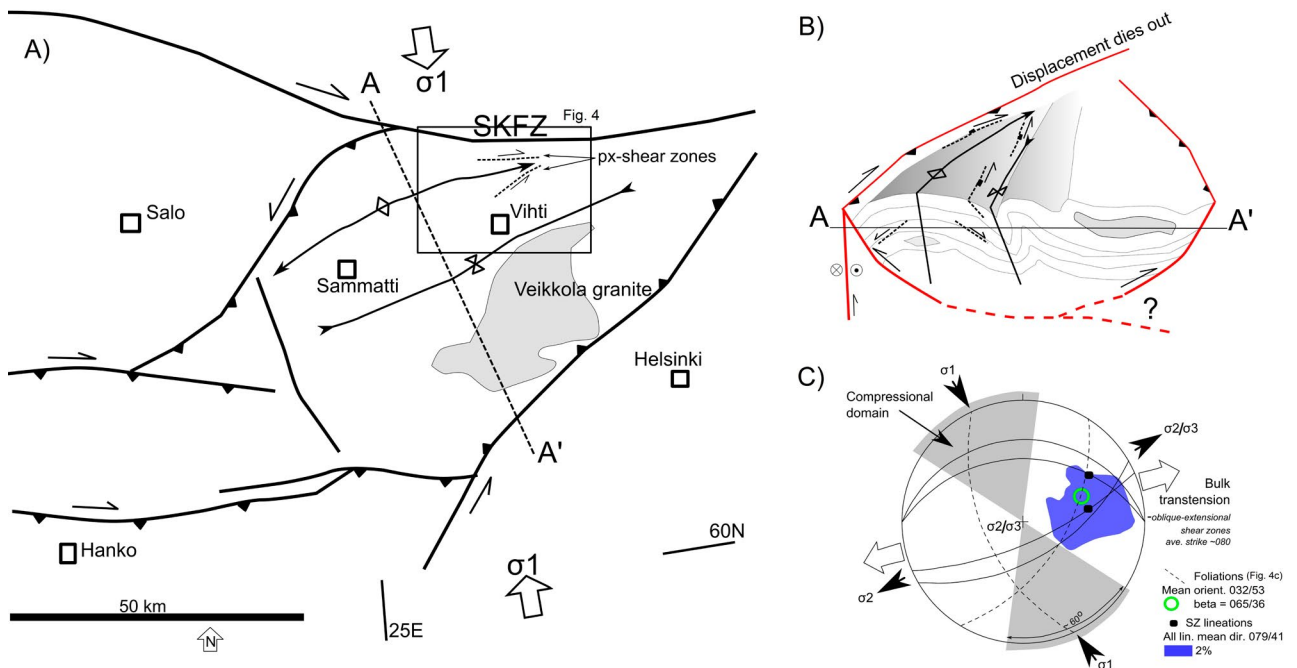 A)
σ1
A
Fig. 4
SKFZ
px-shear zones
Salo
Vihti
Sammatti
Veikkola granite
Helsinki
A'
Hanko
σ1
60N
50 km
25E
N
B)
Displacement dies out
A
A'
?
C)
σ1
Compressional
domain
σ2/σ3
Bulk
transtension
~oblique-extensional
shear zones
ave. strike ~080
σ2/σ3
σ2
~60°
σ1
Foliations (Fig. 4c)
Mean orient. 032/53
beta = 065/36
SZ lineations
All lin. mean dir. 079/41
2%